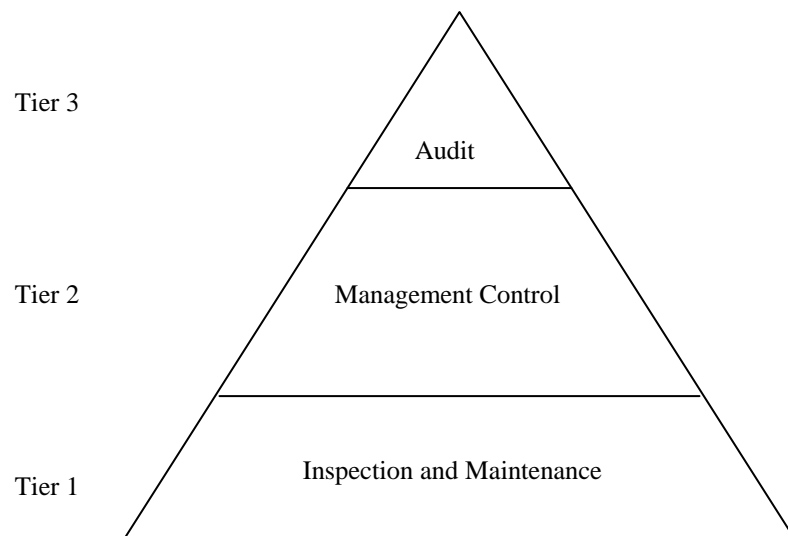 Tier 3
Audit
Tier 2
Management Control
Tier 1
Inspection and Maintenance